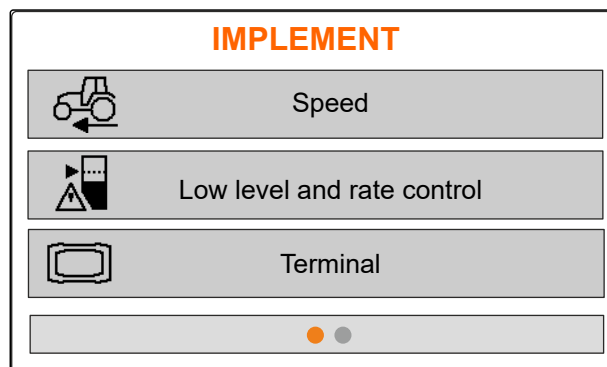 IMPLEMENT
Speed
Low level and rate control
Terminal